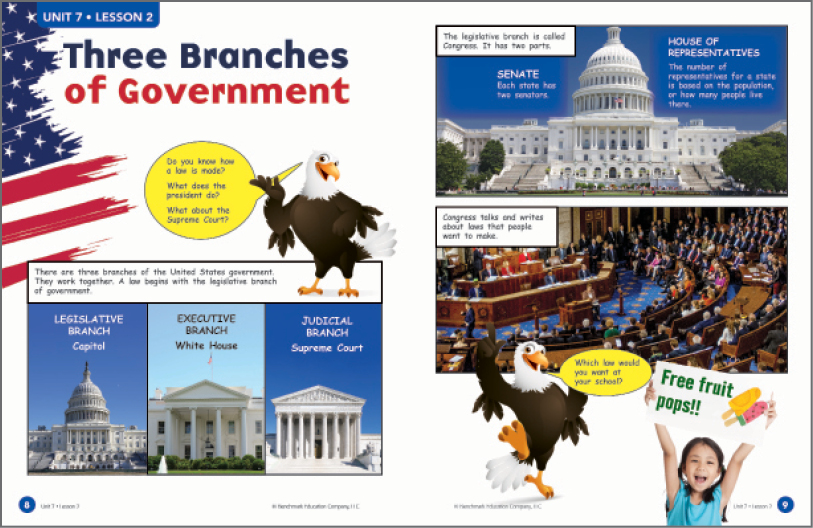 UNIT 7 • LESSON 2
Three Branches
of Government
Do you know how
a law is made?
What does the
president do?
What about the
Supreme Court?
There are three branches of the United States government.
They work together. A law begins with the legislative branch
of government.
LEGISLATIVE
BRANCH
Capitol
EXECUTIVE
BRANCH
White House
JUDICIAL
BRANCH
Supreme Court
8
Unit 7 • Lesson 3
© Benchmark Education Company, LLC
The legislative branch is called
Congress. It has two parts.
SENATE
Each state has
two senators.
HOUSE OF
REPRESENTATIVES
The number of
representatives for a state
is based on the population,
or how many people live
there.
Congress talks and writes
about laws that people
want to make.
Which law would
you want at
your school?
Free fruit
pops!!
© Benchmark Education Company, LLC
Unit 7 • Lesson 3
9